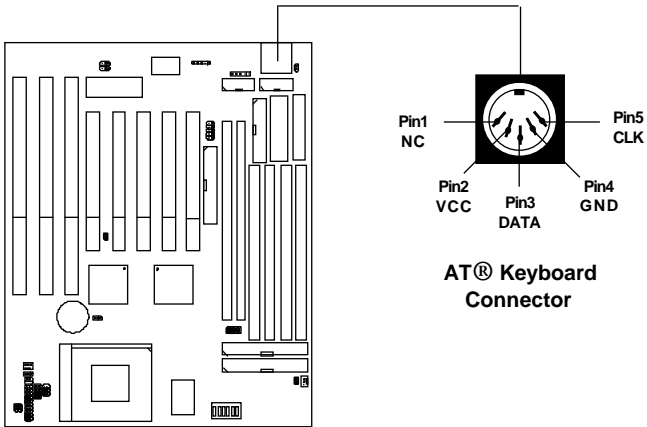 Pin1
NC
Pin5
CLK
Pin2
VCC
Pin3
DATA
Pin4
GND
AT® Keyboard
Connector